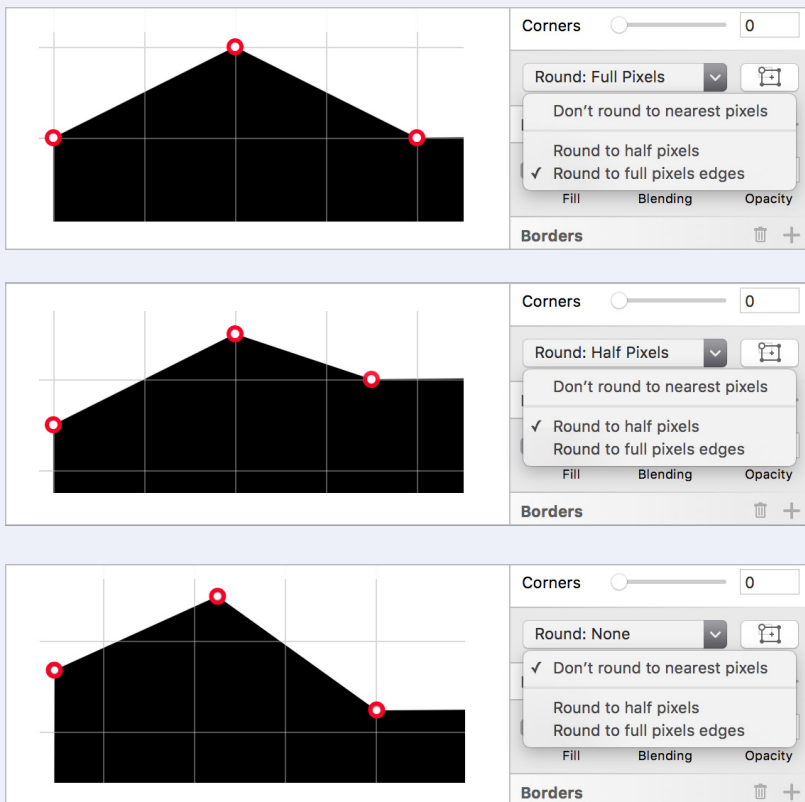 Corners 0
Round: Full Pixels
Don't round to nearest pixels
Round to half pixels
✓ Round to full pixels edges
Fill Blending Opacity
Borders
Corners 0
Round: Half Pixels
Don't round to nearest pixels
✓ Round to half pixels
Round to full pixels edges
Fill Blending Opacity
Borders
Corners 0
Round: None
✓ Don't round to nearest pixels
Round to half pixels
Round to full pixels edges
Fill Blending Opacity
Borders